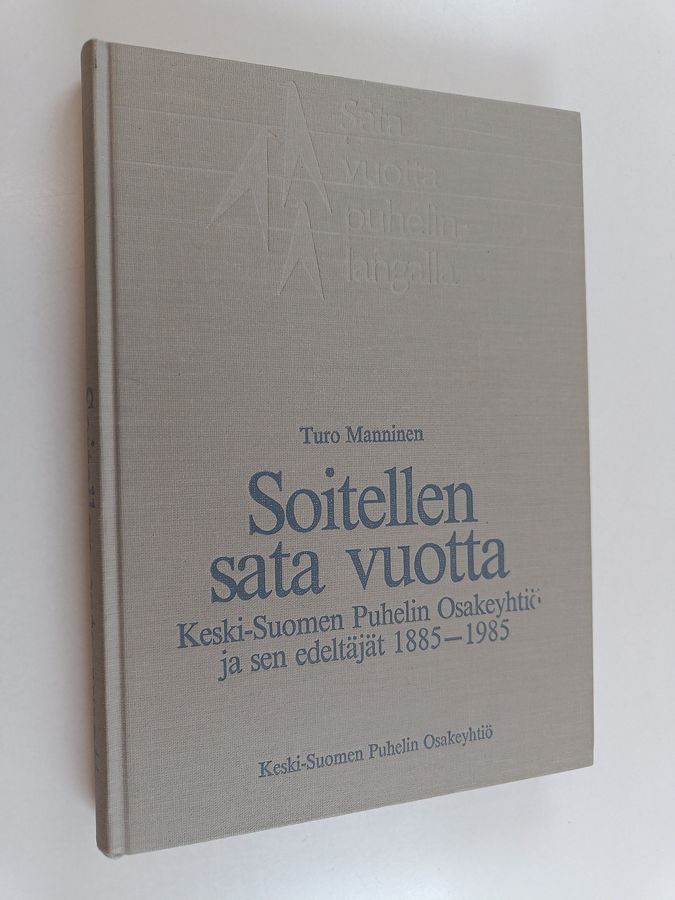 Sata
vuotta
puhelin-
langalla.
Turo Manninen
Soitellen
sata vuotta
Keski-Suomen Puhelin Osakeyhtiö
ja sen edeltäjät 1885—1985
Keski-Suomen Puhelin Osakeyhtiö